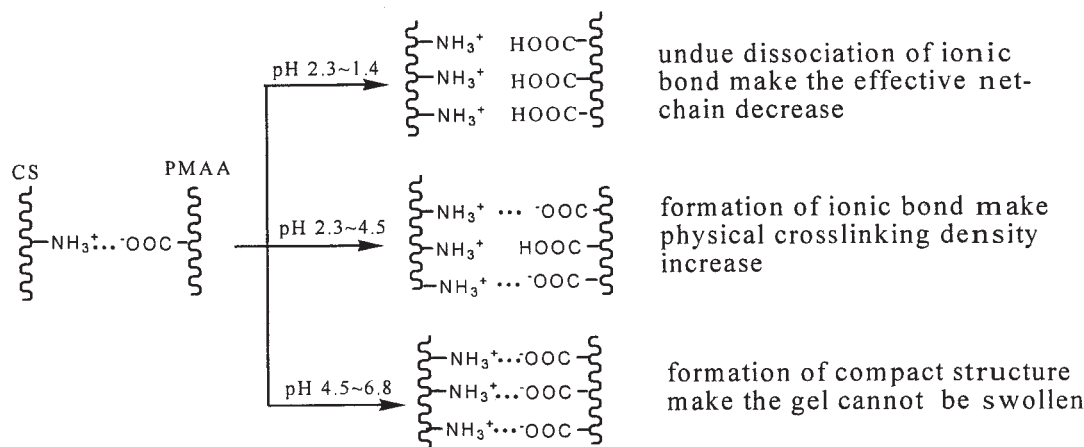 CS
PMAA
NH₃⁺...⁻OOC
pH 2.3~1.4
NH₃⁺ HOOC
NH₃⁺ HOOC
NH₃⁺ HOOC
undue dissociation of ionic
bond make the effective net-
chain decrease
pH 2.3~4.5
NH₃⁺ ... ⁻OOC
NH₃⁺ HOOC
NH₃⁺ ... ⁻OOC
formation of ionic bond make
physical crosslinking density
increase
pH 4.5~6.8
NH₃⁺...⁻OOC
NH₃⁺...⁻OOC
NH₃⁺...⁻OOC
formation of compact structure
make the gel cannot be swollen